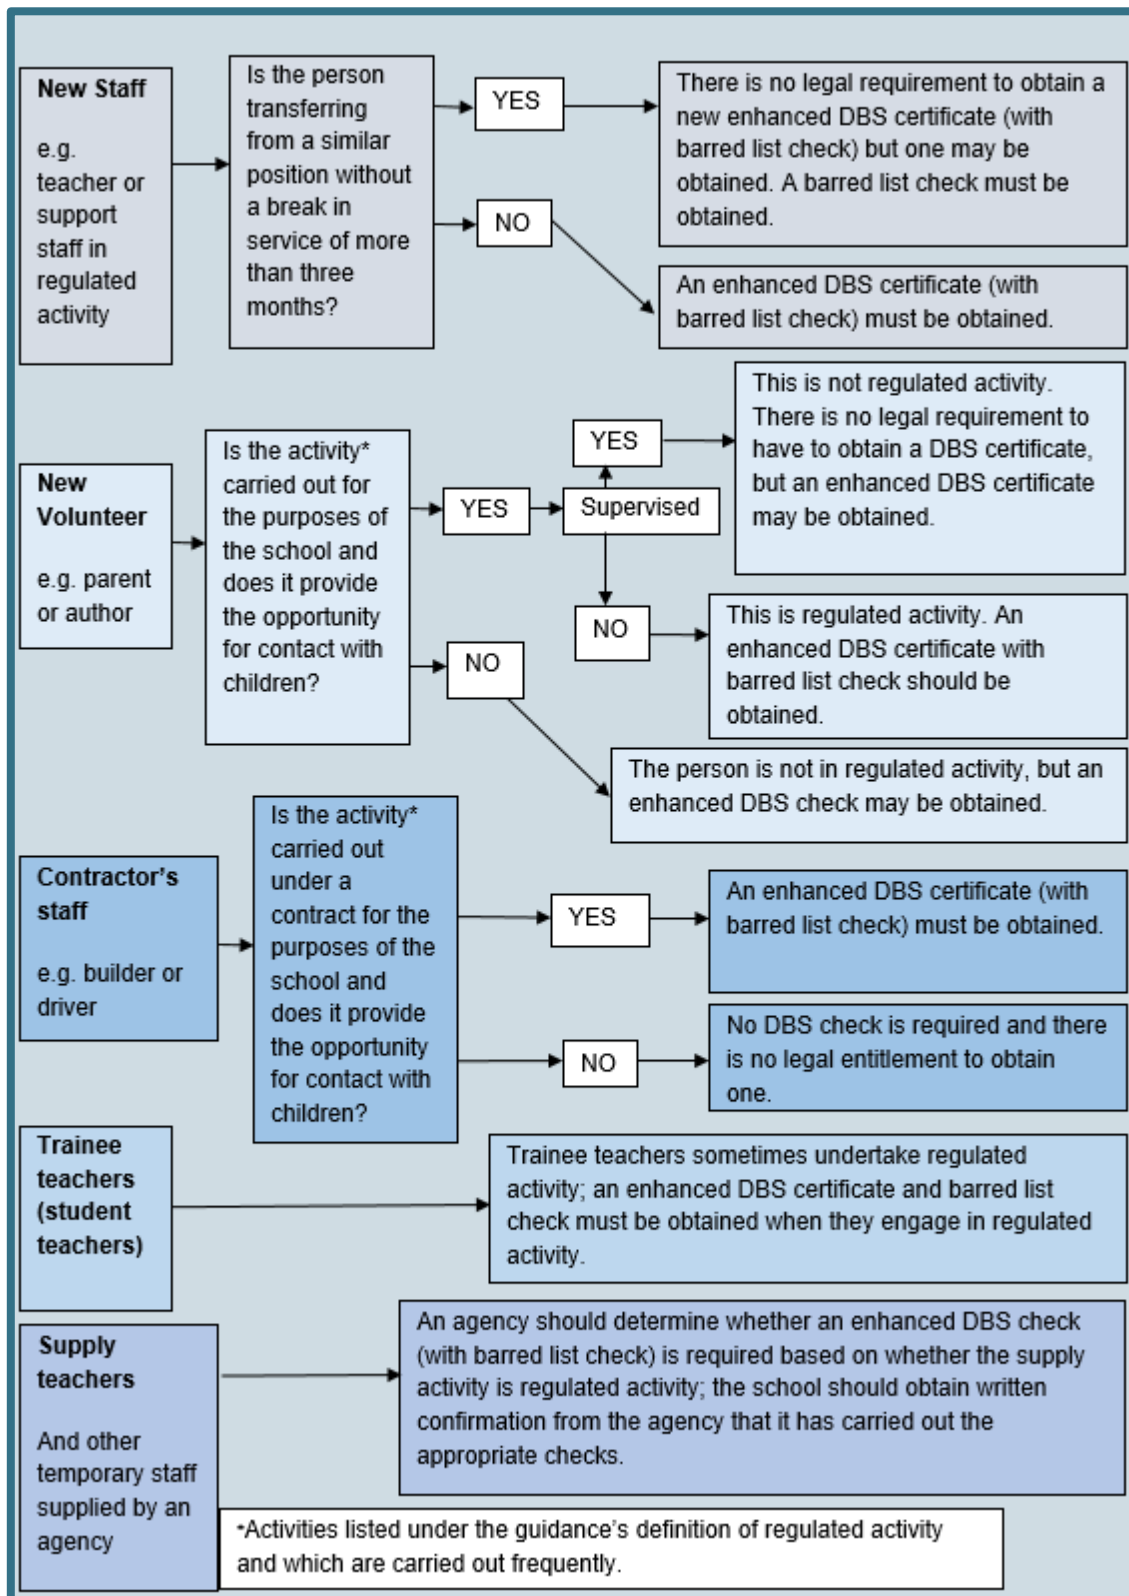 New Staff
e.g.
teacher or
support
staff in
regulated
activity
Is the person
transferring
from a similar
position without
a break in
service of more
than three
months?
YES
There is no legal requirement to obtain a
new enhanced DBS certificate (with
barred list check) but one may be
obtained. A barred list check must be
obtained.
NO
An enhanced DBS certificate (with
barred list check) must be obtained.
New
Volunteer
e.g. parent
or author
Is the activity*
carried out for
the purposes of
the school and
does it provide
the opportunity
for contact with
children?
YES
Supervised
YES
This is not regulated activity.
There is no legal requirement to
have to obtain a DBS certificate,
but an enhanced DBS certificate
may be obtained.
NO
This is regulated activity. An
enhanced DBS certificate with
barred list check should be
obtained.
NO
The person is not in regulated activity, but an
enhanced DBS check may be obtained.
Contractor's
staff
e.g. builder or
driver
Is the activity*
carried out
under a
contract for the
purposes of the
school and
does it provide
the opportunity
for contact with
children?
YES
An enhanced DBS certificate (with
barred list check) must be obtained.
NO
No DBS check is required and there
is no legal entitlement to obtain
one.
Trainee
teachers
(student
teachers)
Trainee teachers sometimes undertake regulated
activity; an enhanced DBS certificate and barred list
check must be obtained when they engage in regulated
activity.
Supply
teachers
And other
temporary staff
supplied by an
agency
An agency should determine whether an enhanced DBS check
(with barred list check) is required based on whether the supply
activity is regulated activity; the school should obtain written
confirmation from the agency that it has carried out the
appropriate checks.
*Activities listed under the guidance's definition of regulated activity
and which are carried out frequently.